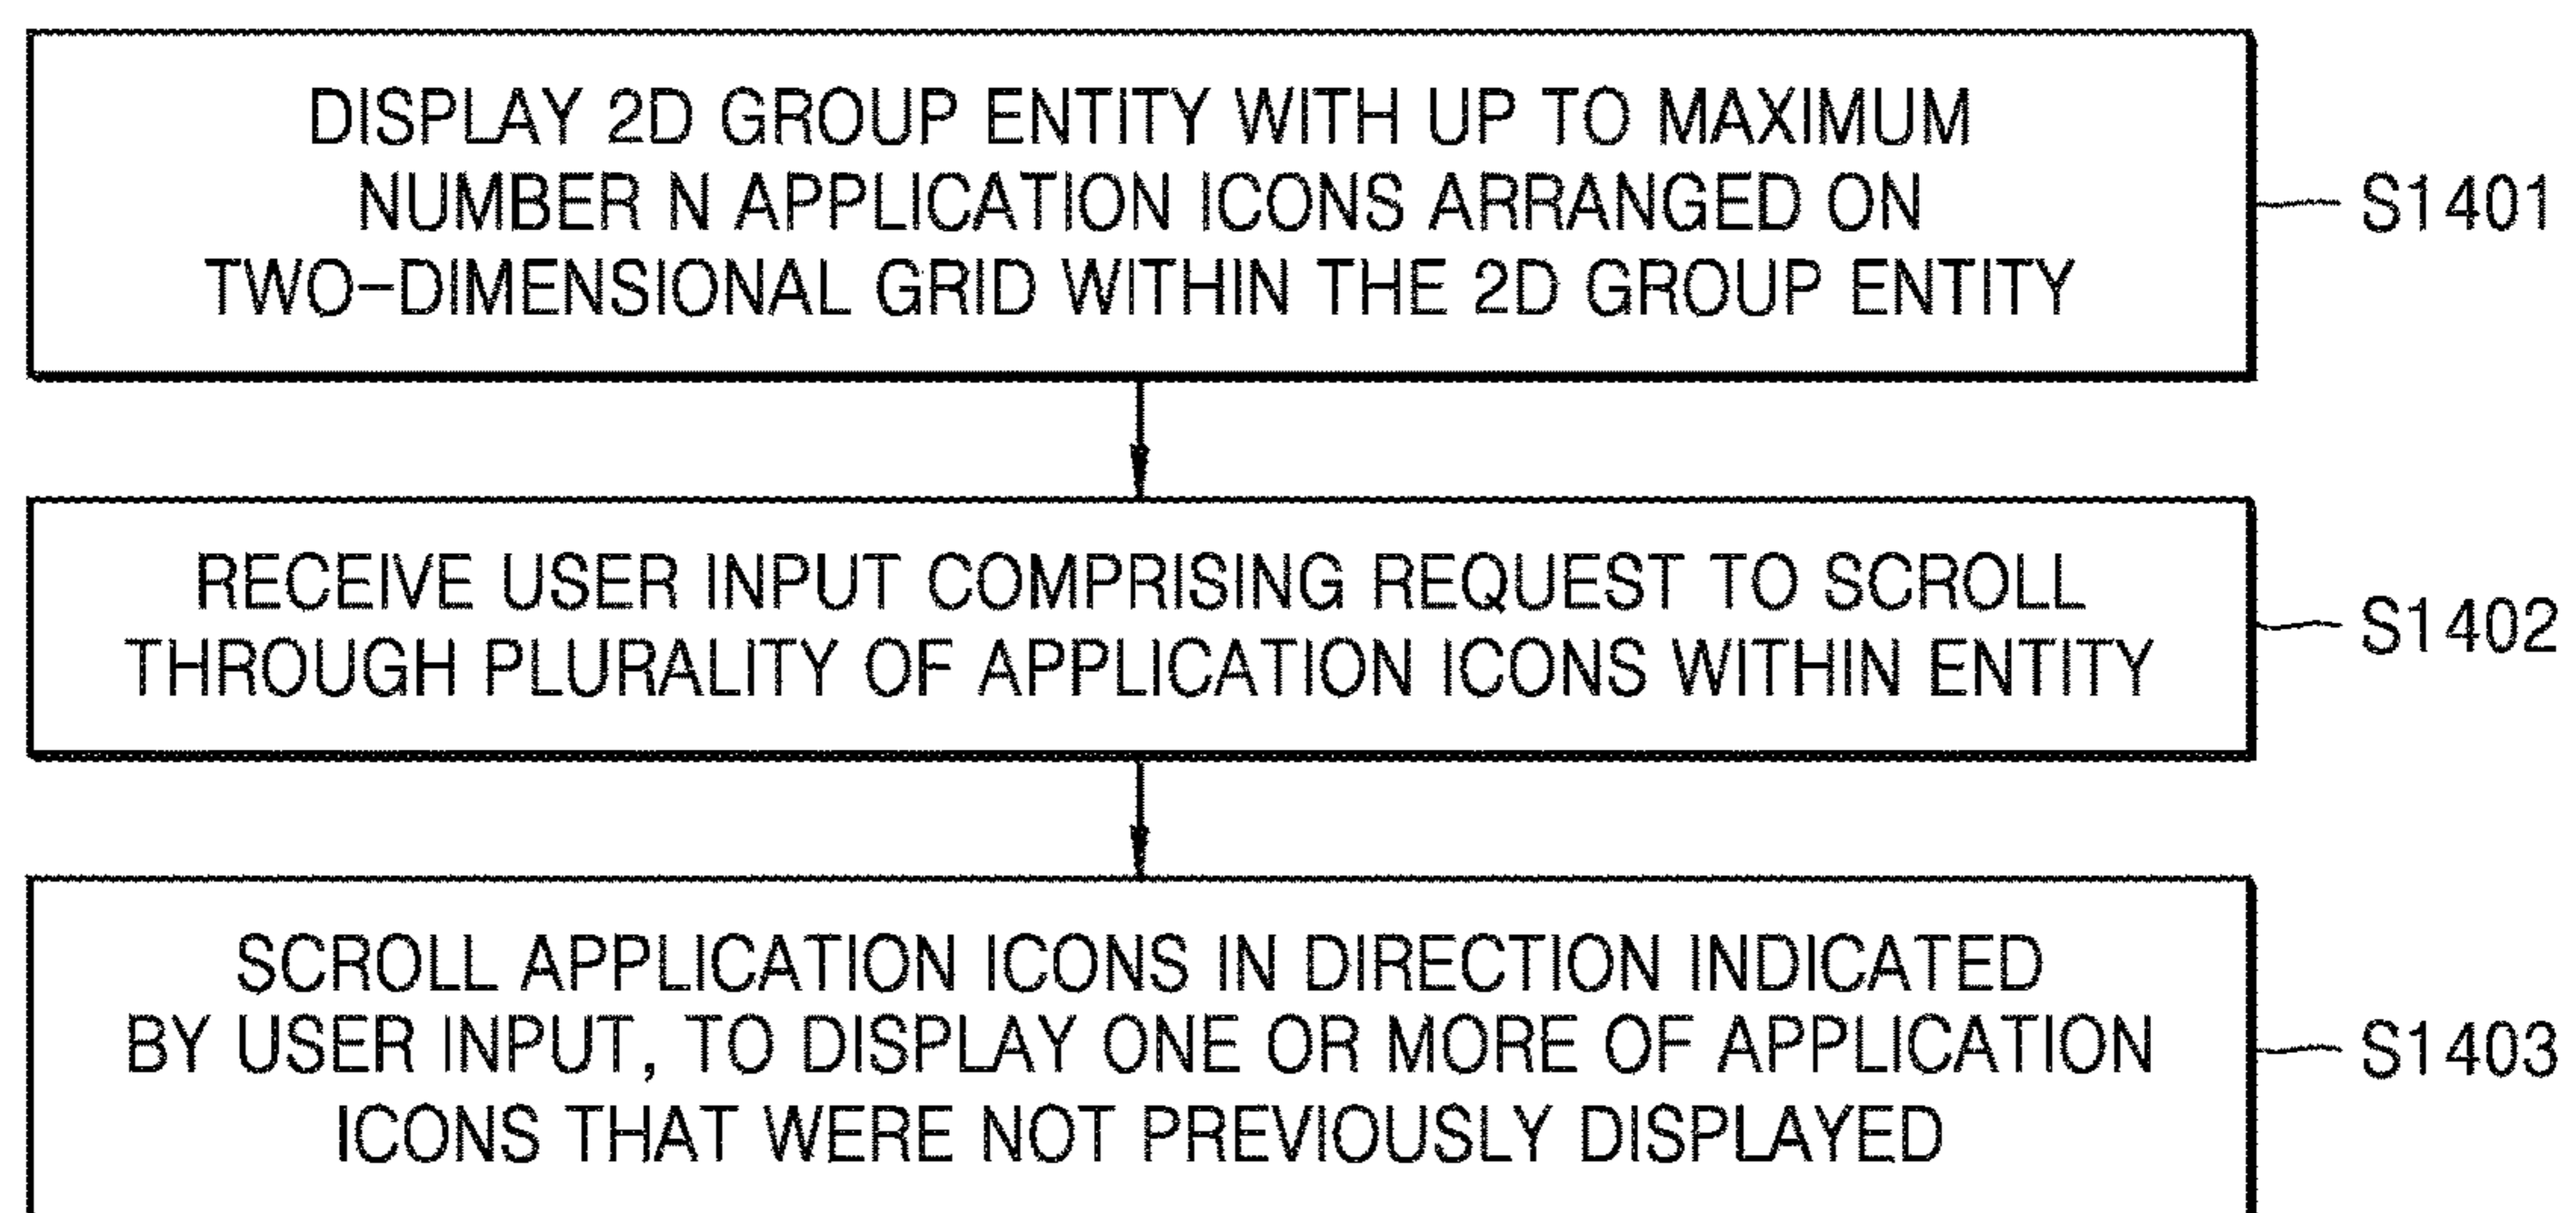 DISPLAY 2D GROUP ENTITY WITH UP TO MAXIMUM
NUMBER N APPLICATION ICONS ARRANGED ON
TWO-DIMENSIONAL GRID WITHIN THE 2D GROUP ENTITY
S1401
RECEIVE USER INPUT COMPRISING REQUEST TO SCROLL
THROUGH PLURALITY OF APPLICATION ICONS WITHIN ENTITY
S1402
SCROLL APPLICATION ICONS IN DIRECTION INDICATED
BY USER INPUT, TO DISPLAY ONE OR MORE OF APPLICATION
ICONS THAT WERE NOT PREVIOUSLY DISPLAYED
S1403